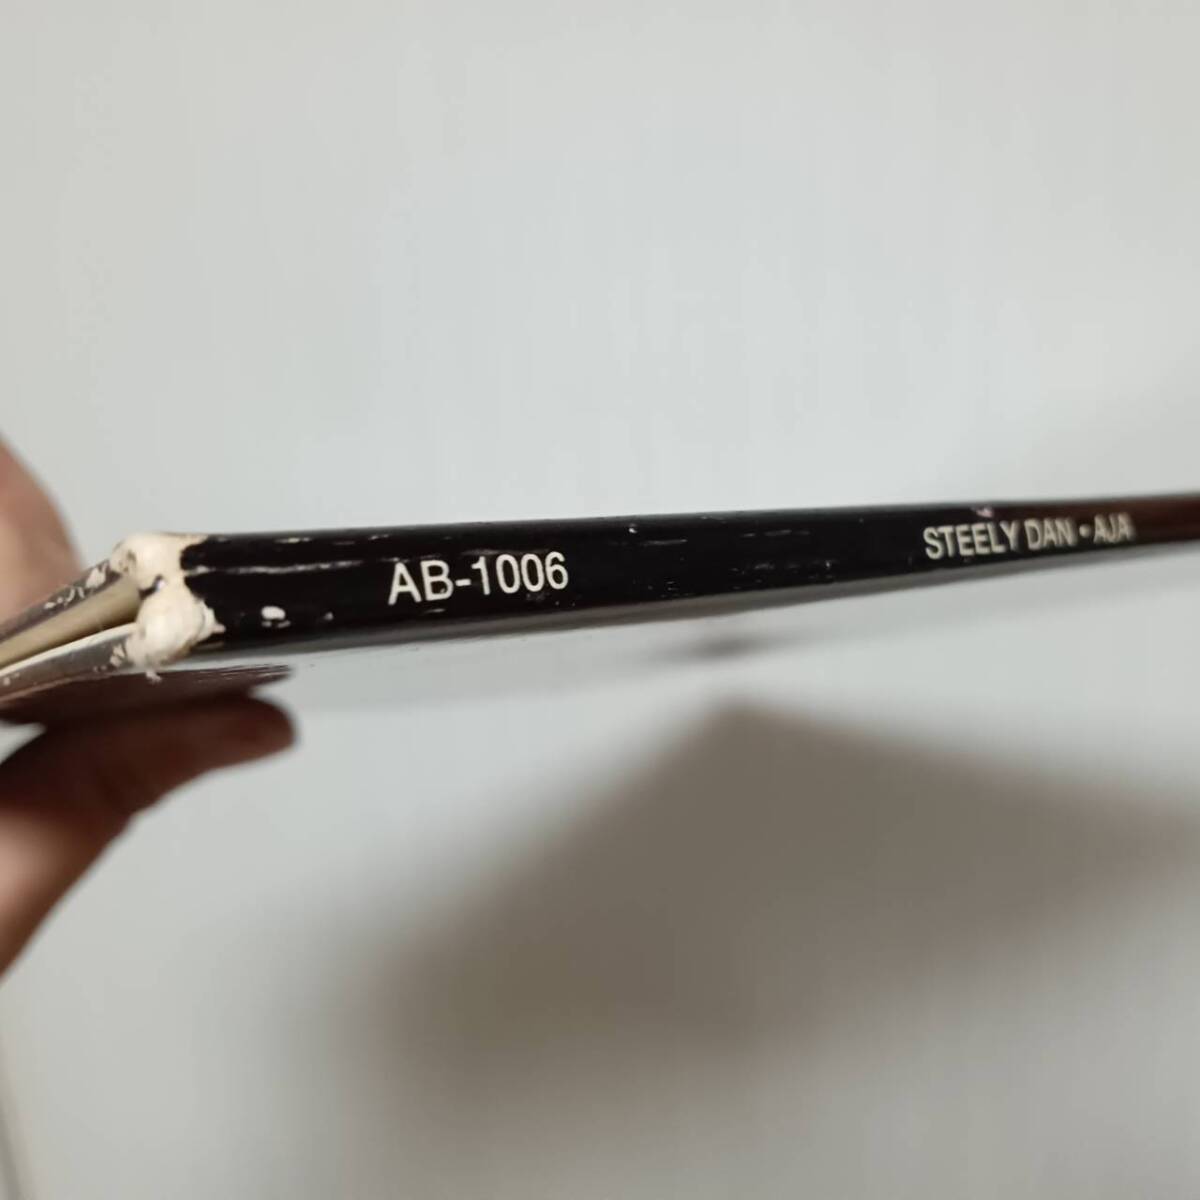 AB-1006
STEELY DAN • AJA